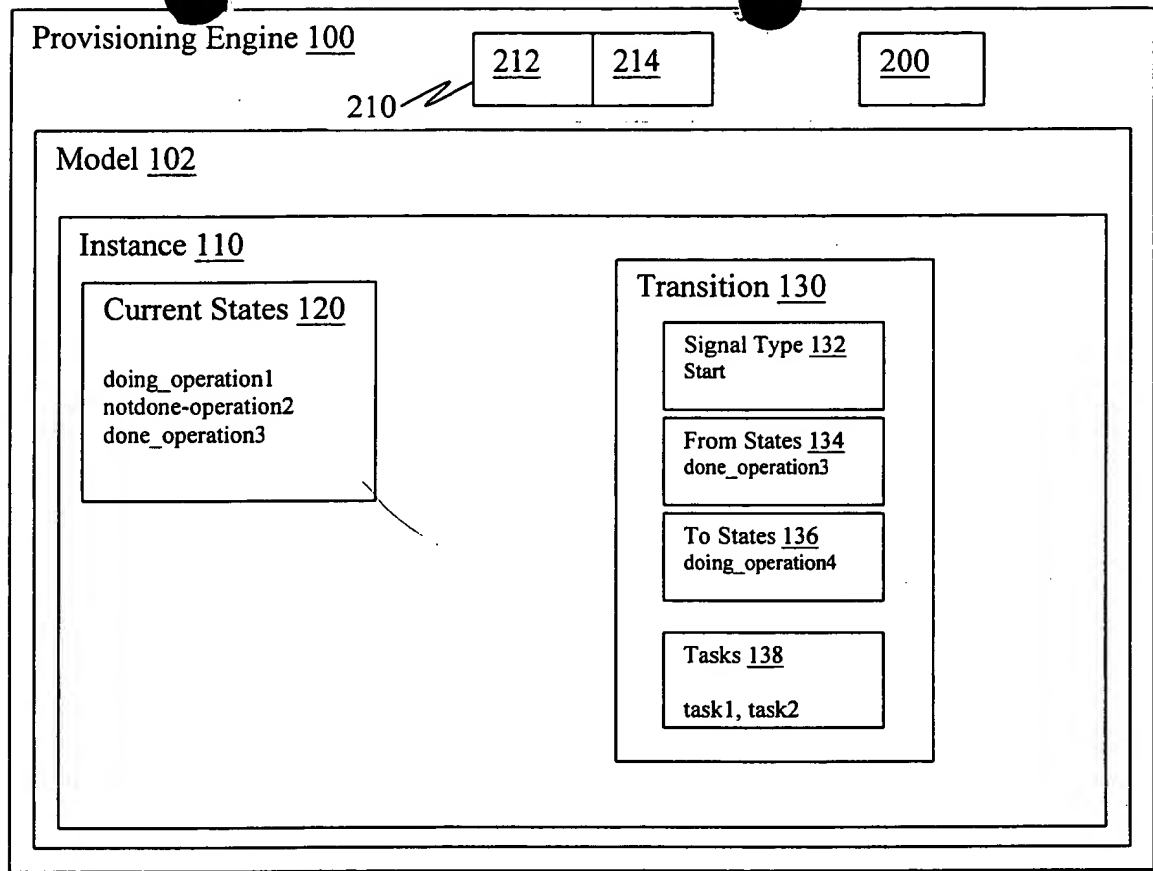 Provisioning Engine 100
212 214 200
210
Model 102
Instance 110
Current States 120
doing_operation1
notdone-operation2
done_operation3
Transition 130
Signal Type 132
Start
From States 134
done_operation3
To States 136
doing_operation4
Tasks 138
task1, task2